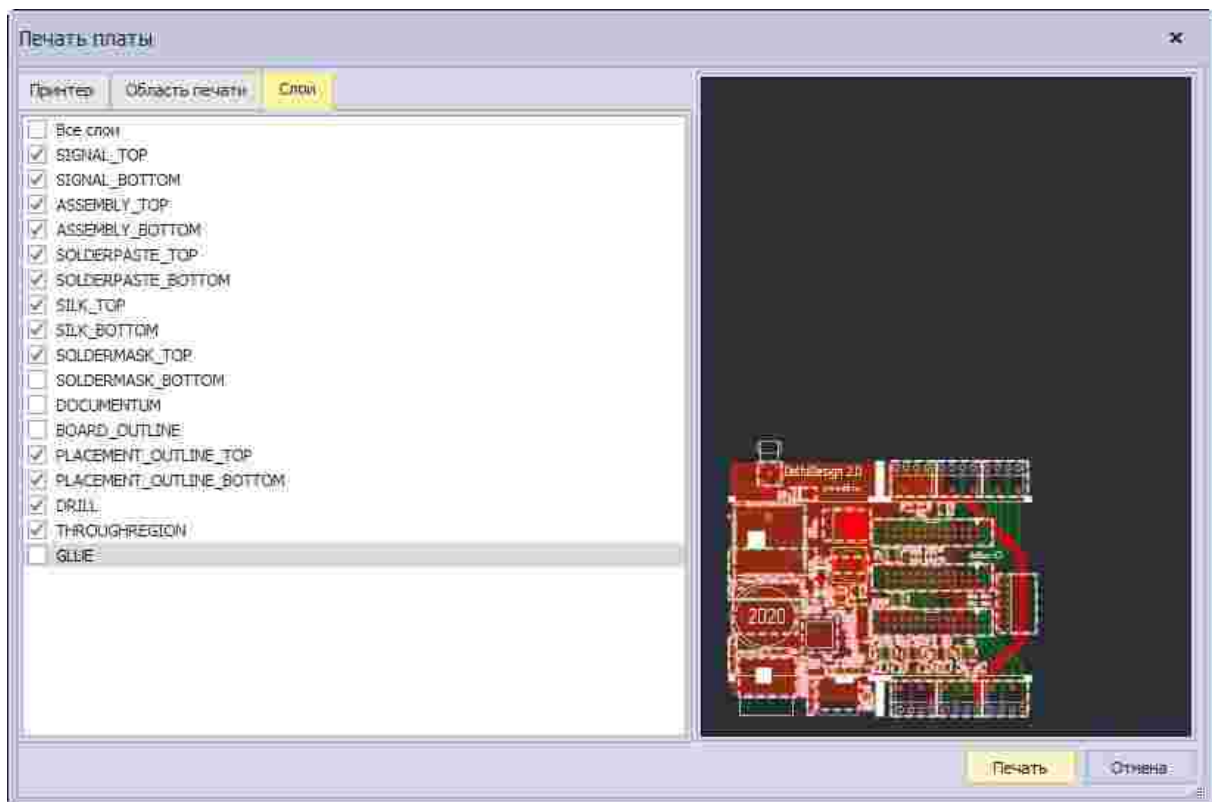 Печать платы
Принтер Область печати Слои
Все слои
SIGNAL_TOP
SIGNAL_BOTTOM
ASSEMBLY_TOP
ASSEMBLY_BOTTOM
SOLDERPASTE_TOP
SOLDERPASTE_BOTTOM
SILK_TOP
SILK_BOTTOM
SOLDERMASK_TOP
SOLDERMASK_BOTTOM
DOCUMENTUM
BOARD_OUTLINE
PLACEMENT_OUTLINE_TOP
PLACEMENT_OUTLINE_BOTTOM
DRILL
THROUGHREGION
GLUE
DeltaDesign 2.0
2020
Печать Отмена